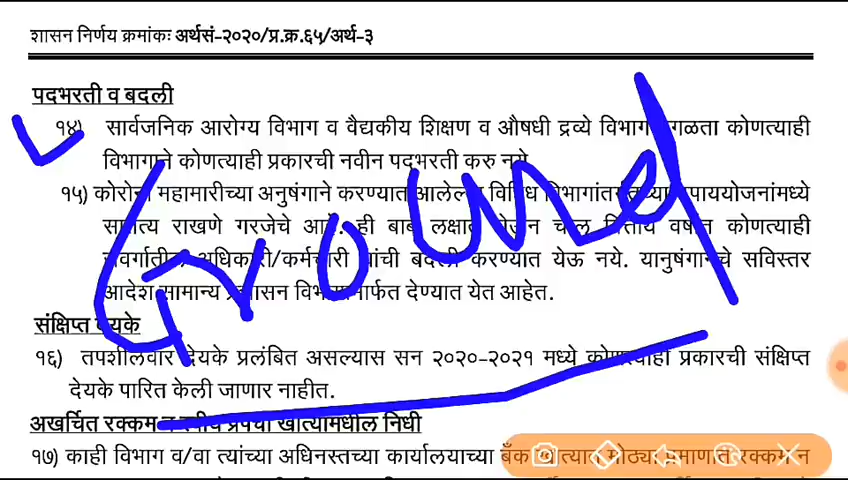 शासन निर्णय क्रमांकः अर्थसं-२०२०/प्र.क्र.६५/अर्थ-३
पदभरती व बदली
१४) सार्वजनिक आरोग्य विभाग व वैद्यकीय शिक्षण व औषधी द्रव्ये विभाग वगळता कोणत्याही
विभागाने कोणत्याही प्रकारची नवीन पदभरती करु नये.
१५) कोरोना महामारीच्या अनुषंगाने करण्यात आलेल्या विविध विभागांतर्गतच्या उपाययोजनांमध्ये
सातत्य राखणे गरजेचे आहे. ही बाब लक्षात घेऊन चालू वित्तीय वर्षात कोणत्याही
संवर्गातील अधिकारी/कर्मचारी यांची बदली करण्यात येऊ नये. यानुषंगानेचे सविस्तर
आदेश सामान्य प्रशासन विभागामार्फत देण्यात येत आहेत.
Ground
संक्षिप्त देयके
१६) तपशीलवार देयके प्रलंबित असल्यास सन २०२०-२०२१ मध्ये कोणत्याही प्रकारची संक्षिप्त
देयके पारित केली जाणार नाहीत.
अखर्चित रक्कम व स्वीय प्रपंची खात्यामधील निधी
१७) काही विभाग व/वा त्यांच्या अधिनस्तच्या कार्यालयाच्या बँक खात्यात मोठ्या प्रमाणात रक्कम न